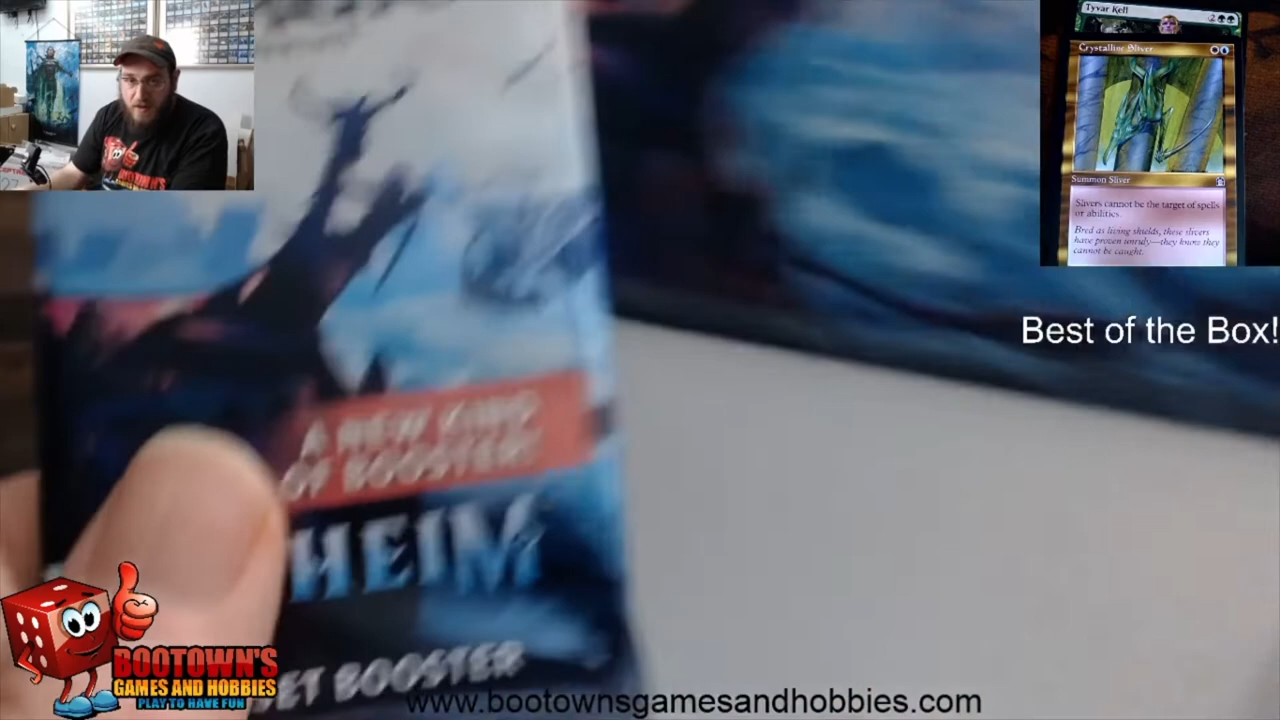 Tyvar Kell
Crystalline Sliver
Summon Sliver
Slivers cannot be the target of spells
or abilities.
Bred as living shields, these slivers
have proven unruly—they know they
cannot be caught.
Best of the Box!
A NEW KIND
OF BOOSTER!
HEIM
ET BOOSTER
BOOTOWN'S
GAMES AND HOBBIES
PLAY TO HAVE FUN
www.bootownsgamesandhobbies.com